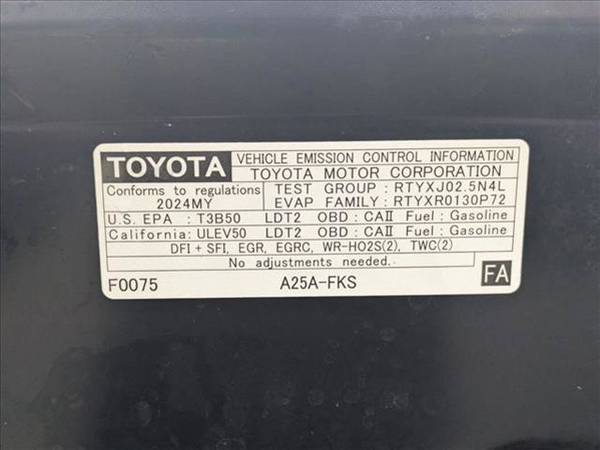 TOYOTA VEHICLE EMISSION CONTROL INFORMATION
TOYOTA MOTOR CORPORATION
Conforms to regulations TEST GROUP : RTYXJ02.5N4L
2024MY EVAP FAMILY : RTYXR0130P72
U.S. EPA : T3B50 LDT2 OBD : CAII Fuel : Gasoline
California: ULEV50 LDT2 OBD : CAII Fuel : Gasoline
DFI + SFI, EGR, EGRC, WR-HO2S(2), TWC(2)
No adjustments needed.
F0075 A25A-FKS FA